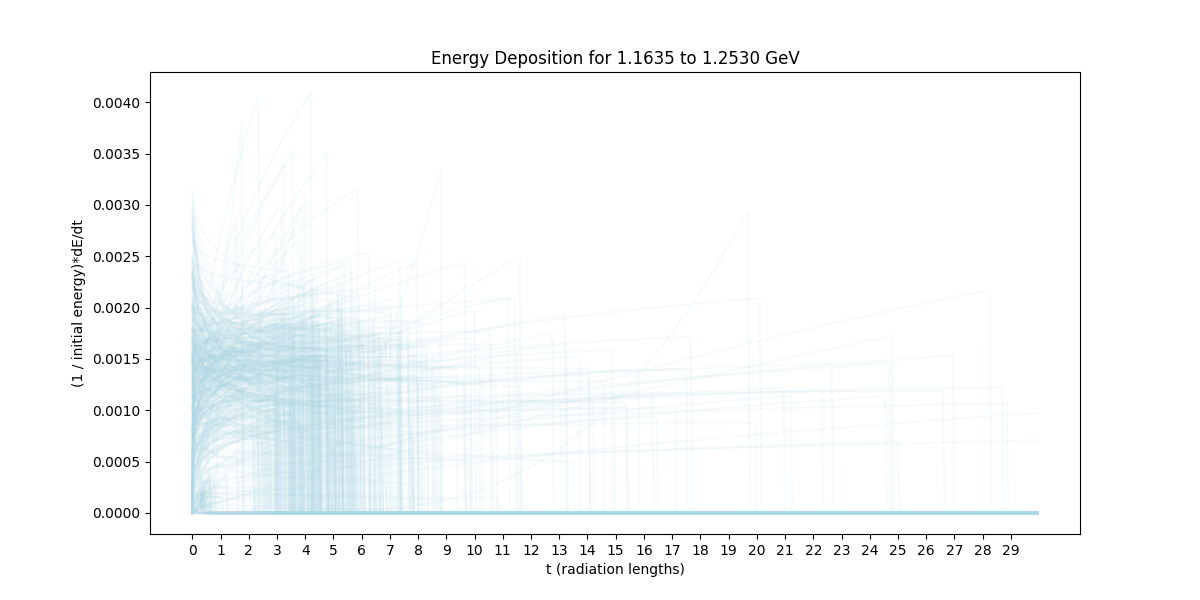 Energy Deposition for 1.1635 to 1.2530 GeV
(1 / initial energy)*dE/dt
0.0040
0.0035
0.0030
0.0025
0.0020
0.0015
0.0010
0.0005
0.0000
0 1 2 3 4 5 6 7 8 9 10 11 12 13 14 15 16 17 18 19 20 21 22 23 24 25 26 27 28 29
t (radiation lengths)